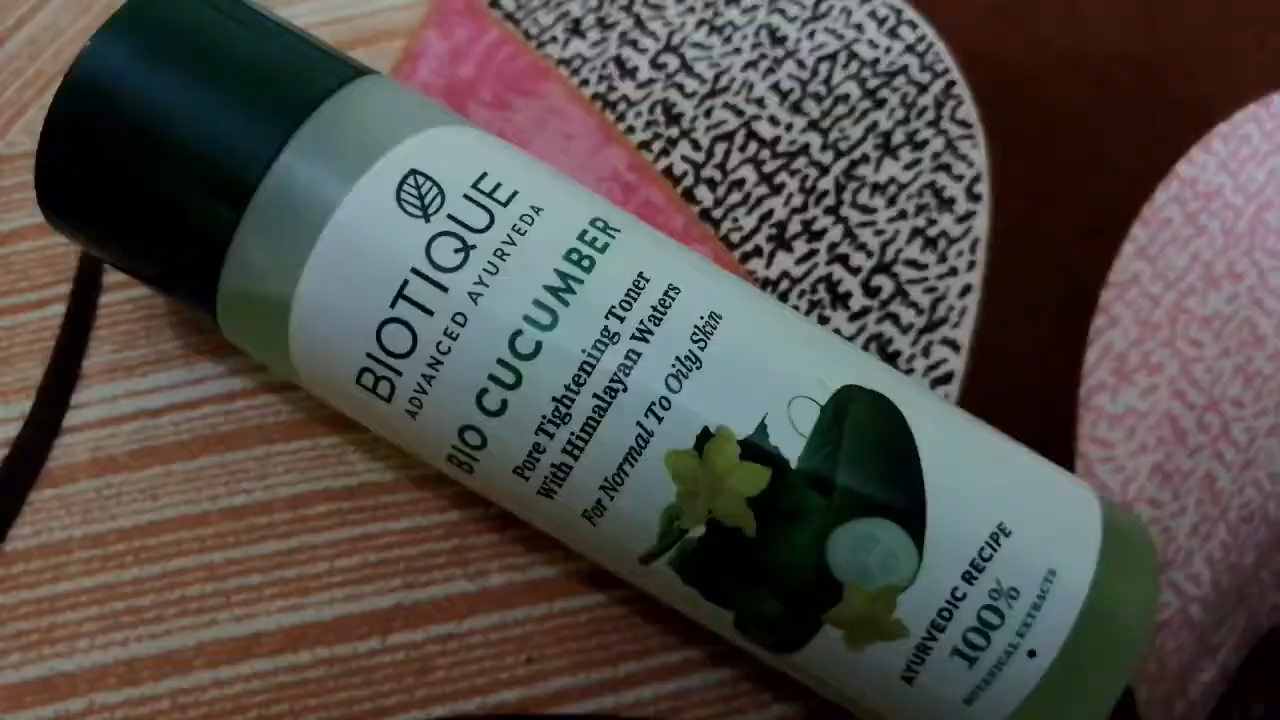 BIOTIQUE
ADVANCED AYURVEDA
BIO CUCUMBER
Pore Tightening Toner
With Himalayan Waters
For Normal To Oily Skin
AYURVEDIC RECIPE
100%
BOTANICAL EXTRACTS